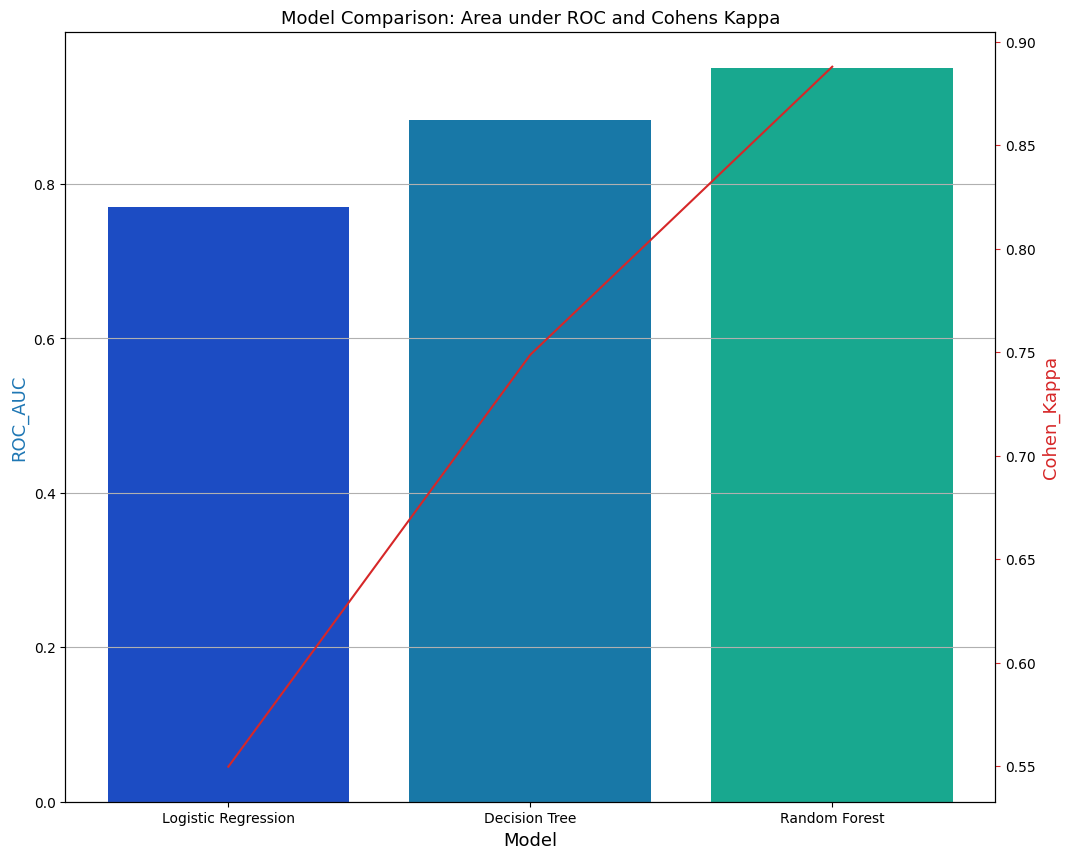 Model Comparison: Area under ROC and Cohens Kappa
ROC_AUC
0.8
0.6
0.4
0.2
0.0
Logistic Regression
Decision Tree
Random Forest
Model
0.90
0.85
0.80
0.75
0.70
0.65
0.60
0.55
Cohen_Kappa